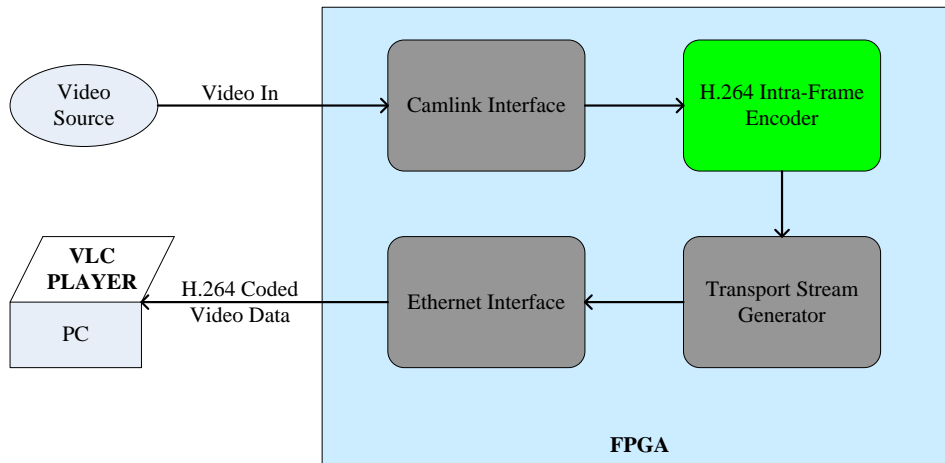 Video
Source
Video In
Camlink Interface
H.264 Intra-Frame
Encoder
VLC
PLAYER
PC
H.264 Coded
Video Data
Ethernet Interface
Transport Stream
Generator
FPGA